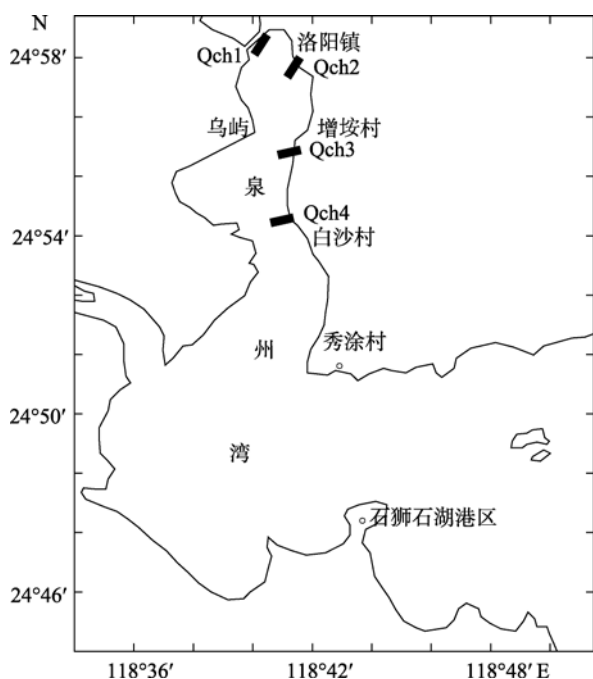 N
24°58′
Qch1
洛阳镇
Qch2
乌屿
增垵村
Qch3
泉
Qch4
24°54′
白沙村
州
秀涂村
24°50′
湾
石狮石湖港区
24°46′
118°36′ 118°42′ 118°48′ E